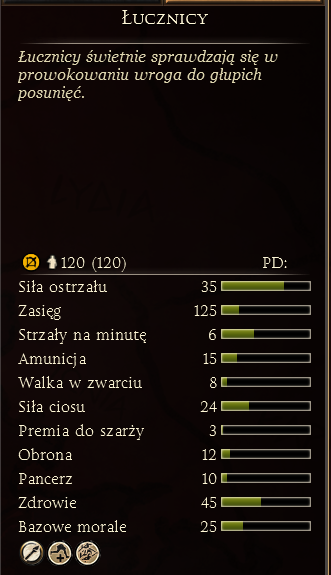 Łucznicy
Łucznicy świetnie sprawdzają się w
prowokowaniu wroga do głupich
posunięć.
120 (120) PD:
Siła ostrzału 35
Zasięg 125
Strzały na minutę 6
Amunicja 15
Walka w zwarciu 8
Siła ciosu 24
Premia do szarży 3
Obrona 12
Pancerz 10
Zdrowie 45
Bazowe morale 25